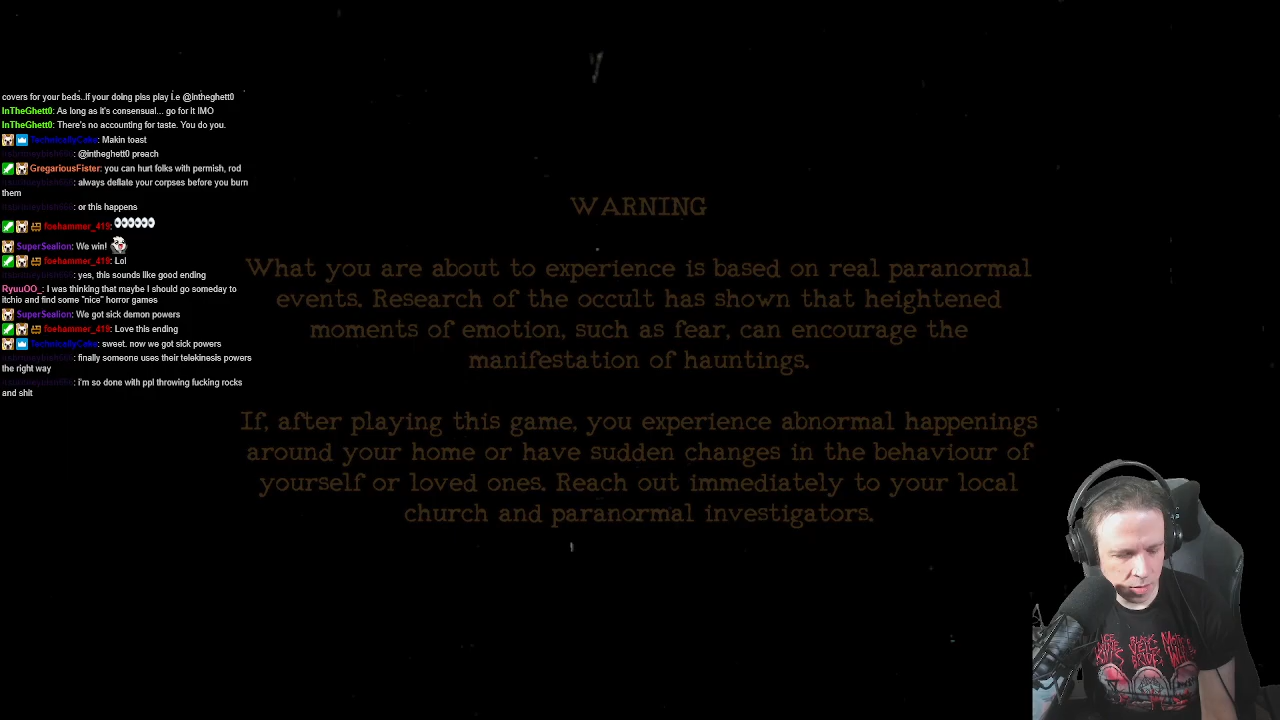 covers for your beds..if your doing piss play i.e @intheghett0
InTheGhett0: As long as it's consensual... go for it IMO
InTheGhett0: There's no accounting for taste. You do you.
TechnicallyCake: Makin toast
: @intheghett0 preach
GregariousFister: you can hurt folks with permish, rod
: always deflate your corpses before you burn
them
: or this happens
foehammer_419:
SuperSealion: We win!
foehammer_419: Lol
: yes, this sounds like good ending
RyuuOO_: I was thinking that maybe I should go someday to
itchio and find some "nice" horror games
SuperSealion: We got sick demon powers
foehammer_419: Love this ending
TechnicallyCake: sweet. now we got sick powers
: finally someone uses their telekinesis powers
the right way
: i'm so done with ppl throwing fucking rocks
and shit
WARNING
What you are about to experience is based on real paranormal
events. Research of the occult has shown that heightened
moments of emotion, such as fear, can encourage the
manifestation of hauntings.
If, after playing this game, you experience abnormal happenings
around your home or have sudden changes in the behaviour of
yourself or loved ones. Reach out immediately to your local
church and paranormal investigators.